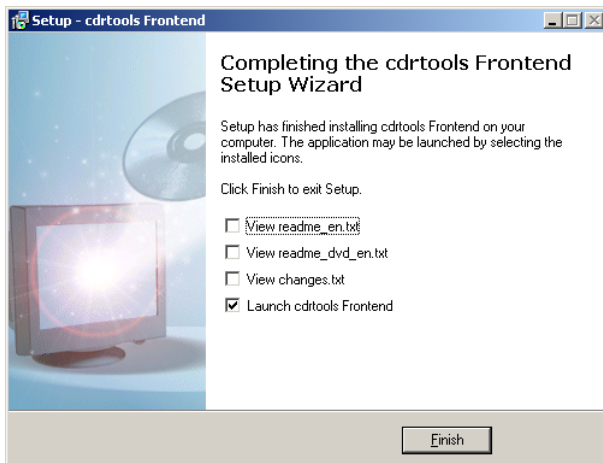 Setup - cdrtools Frontend
Completing the cdrtools Frontend
Setup Wizard
Setup has finished installing cdrtools Frontend on your
computer. The application may be launched by selecting the
installed icons.
Click Finish to exit Setup.
View readme_en.txt
View readme_dvd_en.txt
View changes.txt
Launch cdrtools Frontend
Finish